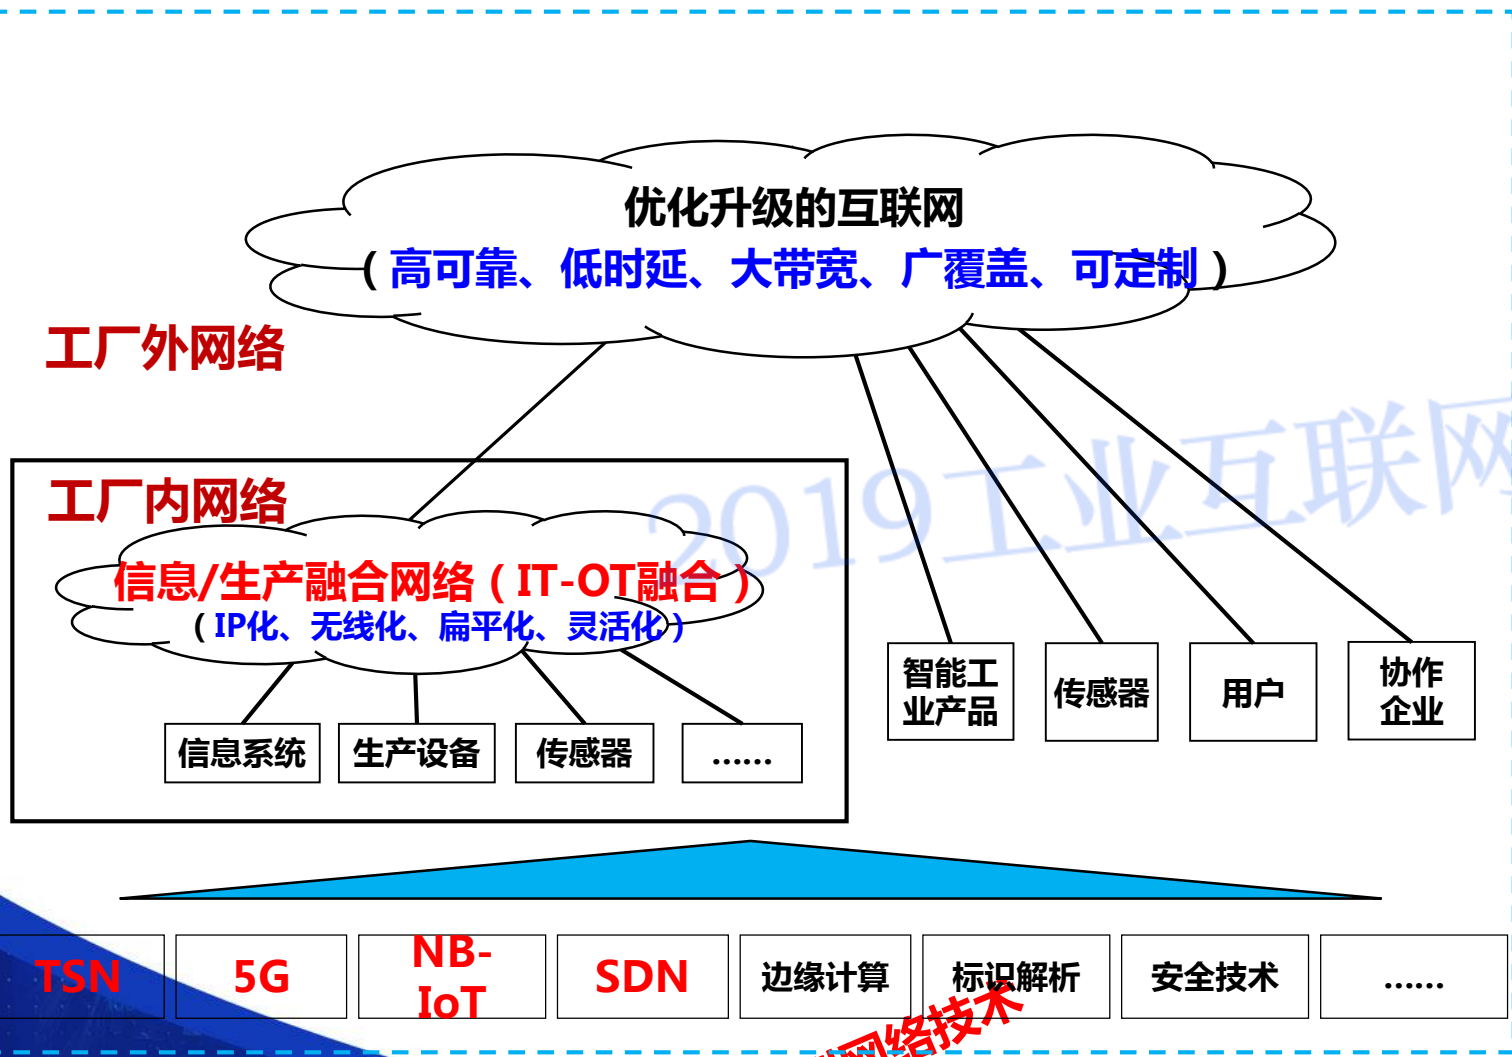 优化升级的互联网
（高可靠、低时延、大带宽、广覆盖、可定制）
工厂外网络
工厂内网络
信息/生产融合网络（IT-OT融合）
（IP化、无线化、扁平化、灵活化）
信息系统
生产设备
传感器
......
智能工
业产品
传感器
用户
协作
企业
2019工业互联网
TSN
5G
NB-
IoT
SDN
边缘计算
标识解析
安全技术
......
网络技术